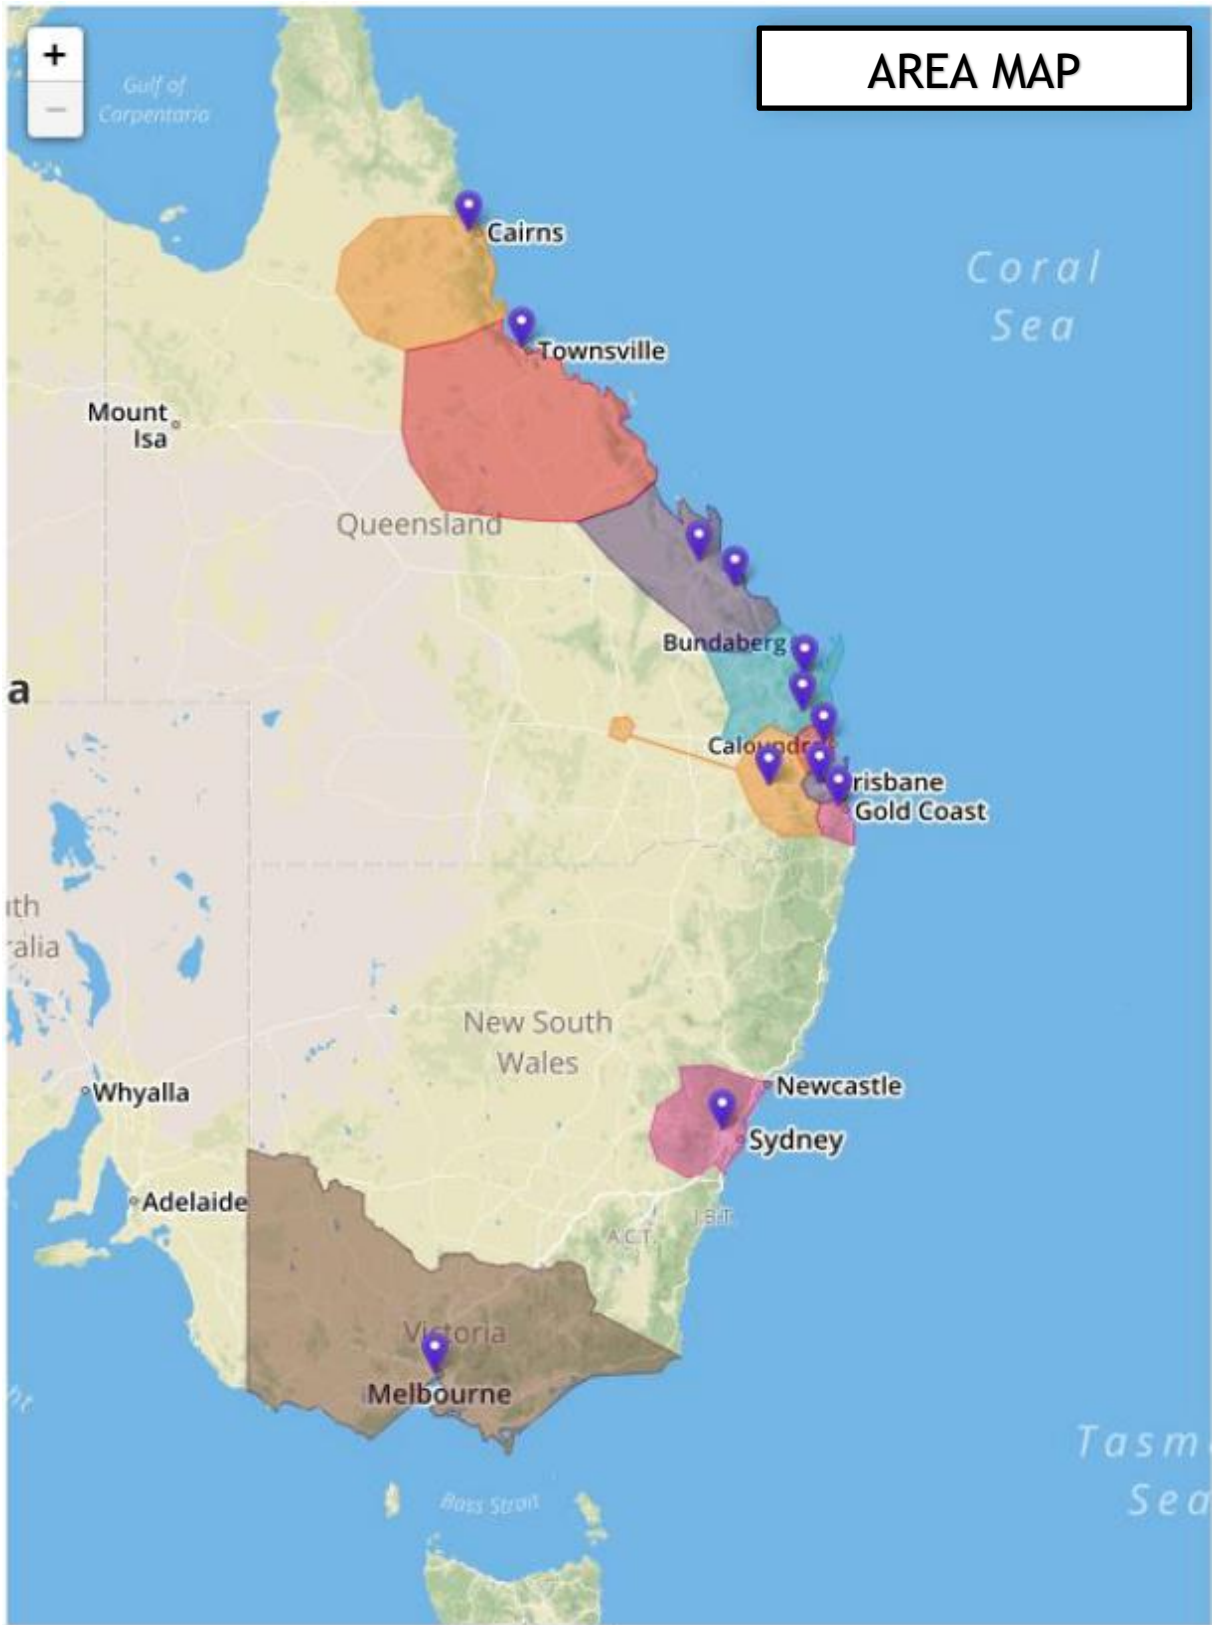 +
−
AREA MAP
Gulf of
Carpentaria
Cairns
Coral
Sea
Townsville
Mount
Isa
Queensland
Bundaberg
a
Caloundra
risbane
Gold Coast
uth
ralia
New South
Wales
Newcastle
Whyalla
Sydney
Adelaide
J.B.T.
A.C.T.
Victoria
Melbourne
Tasm
Sea
Bass Strait